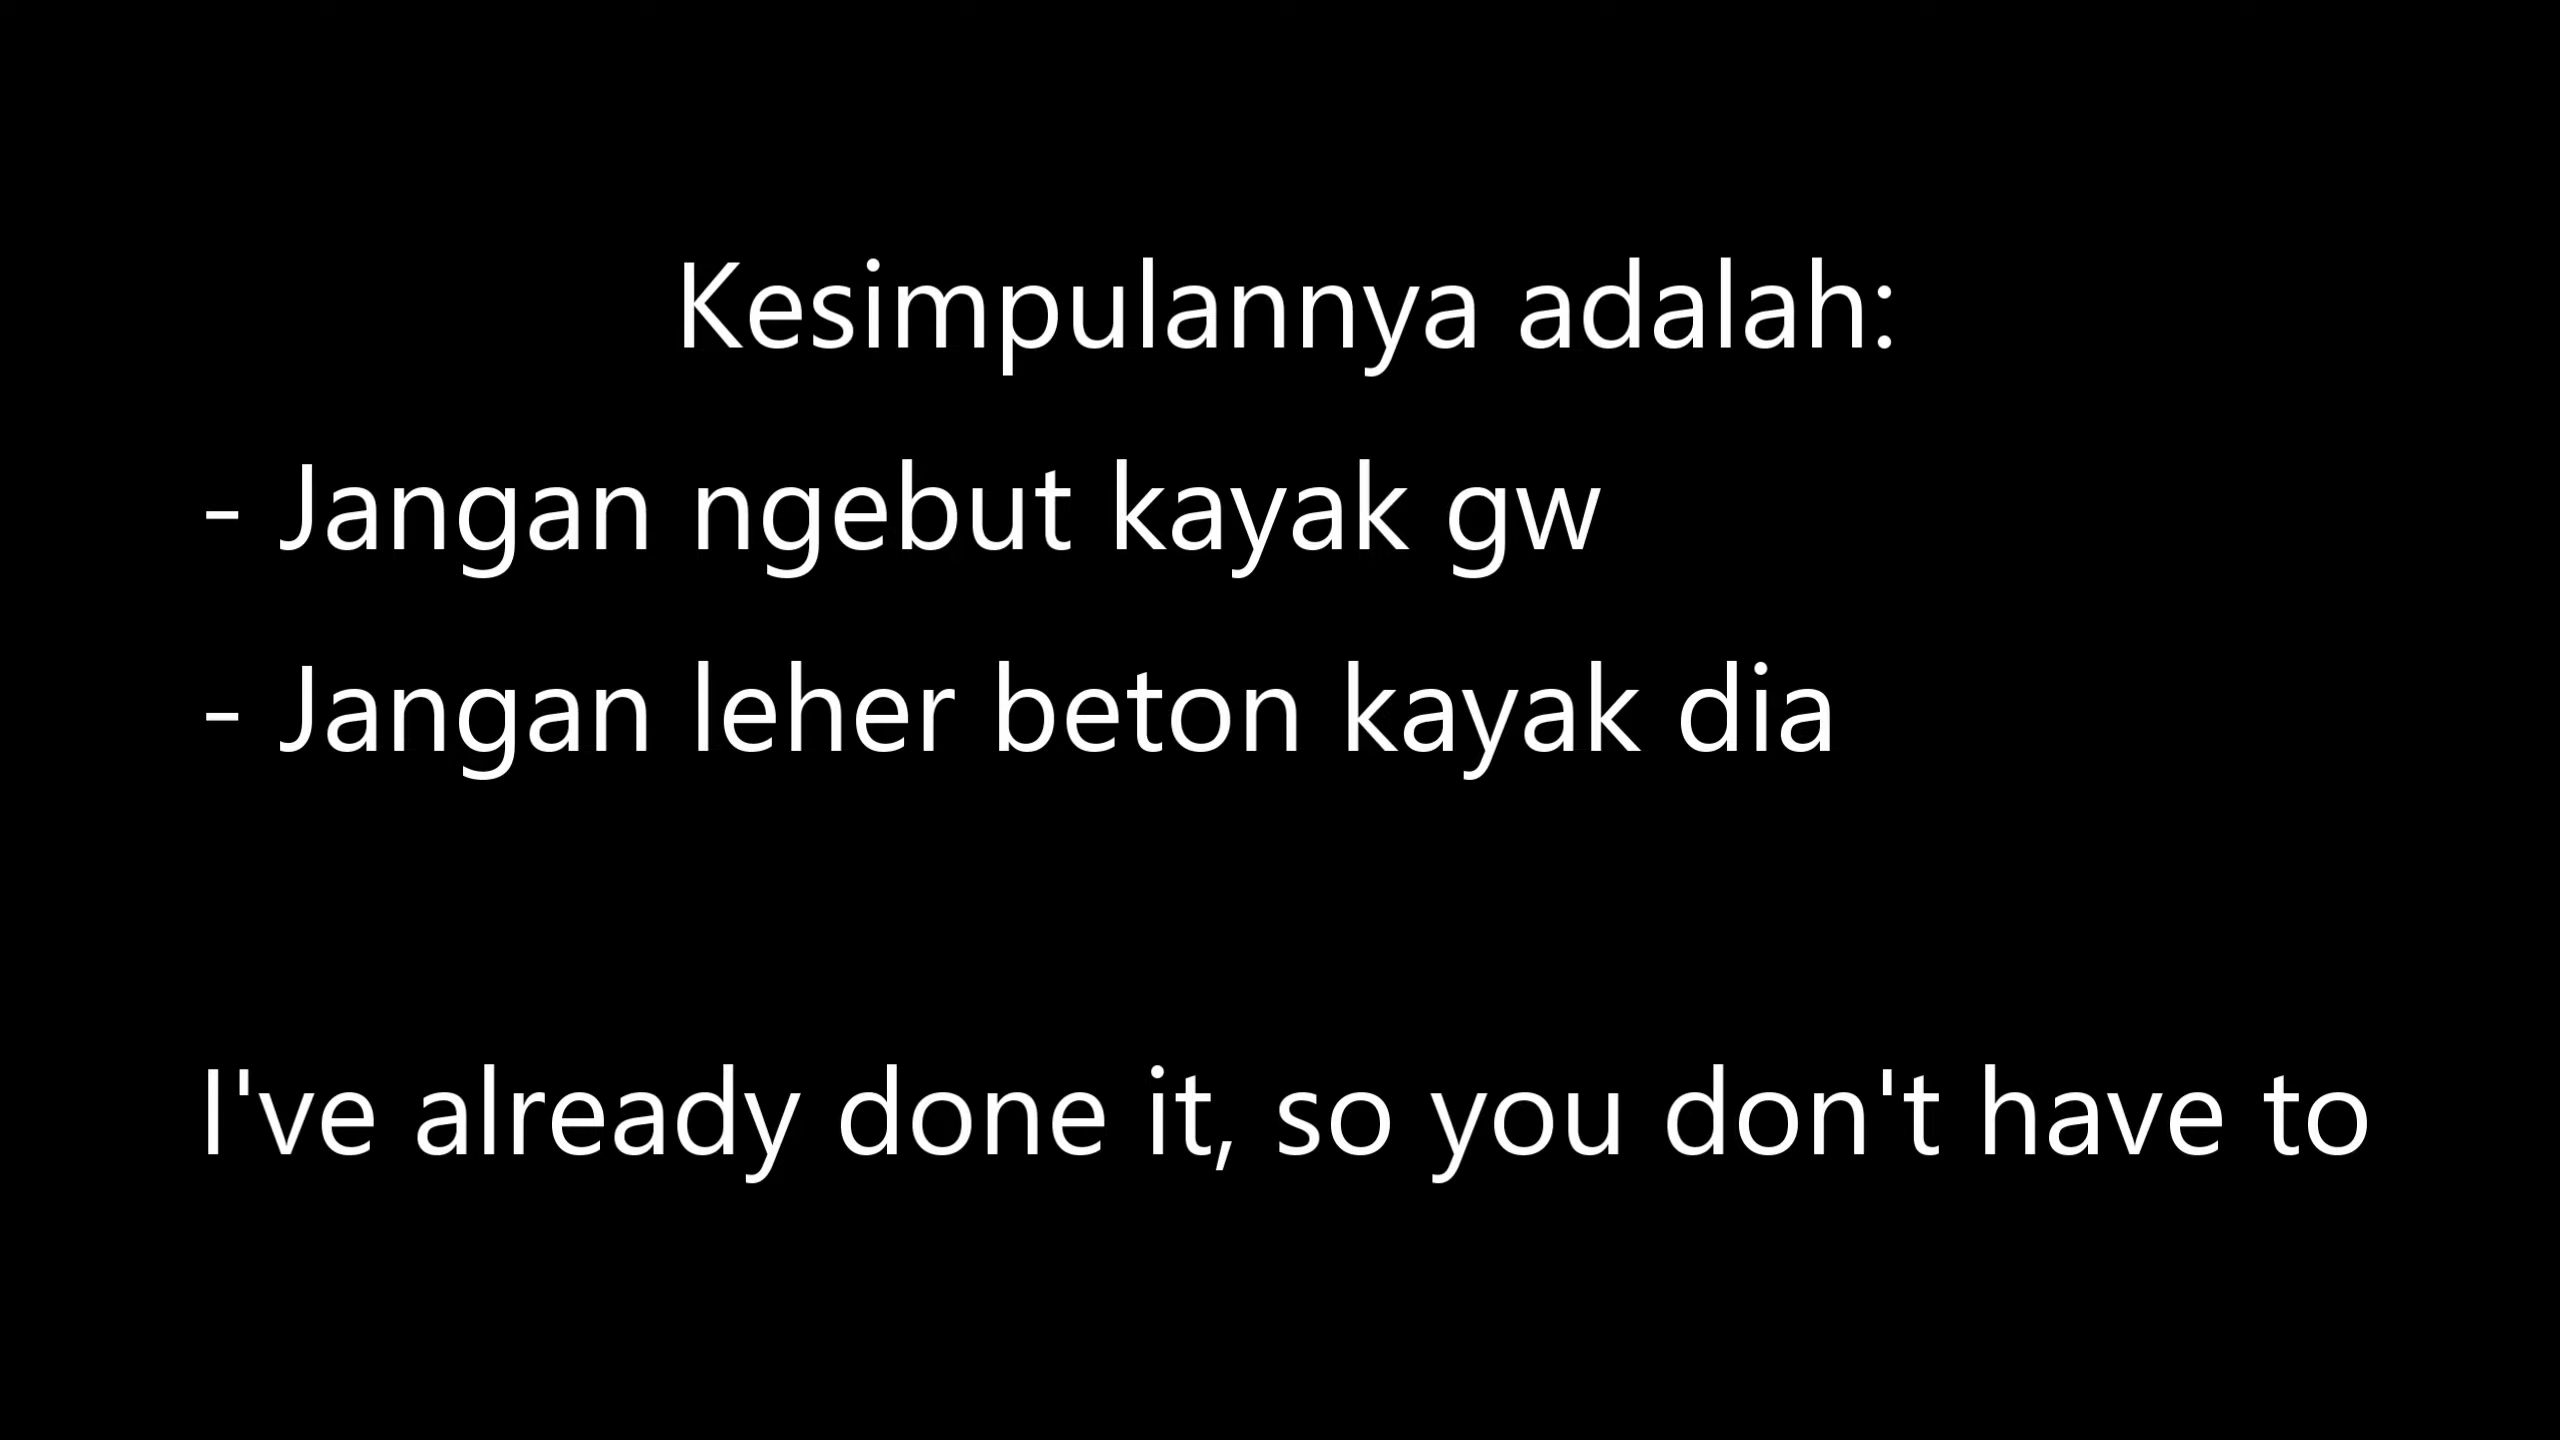 Kesimpulannya adalah:
- Jangan ngebut kayak gw
- Jangan leher beton kayak dia
I've already done it, so you don't have to